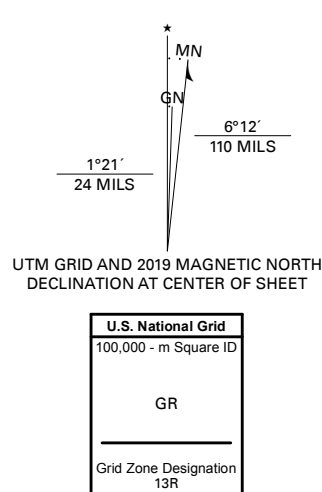 ★
MN
GN
6°12´
110 MILS
1°21´
24 MILS
UTM GRID AND 2019 MAGNETIC NORTH
DECLINATION AT CENTER OF SHEET
U.S. National Grid
100,000 - m Square ID
GR
Grid Zone Designation
13R